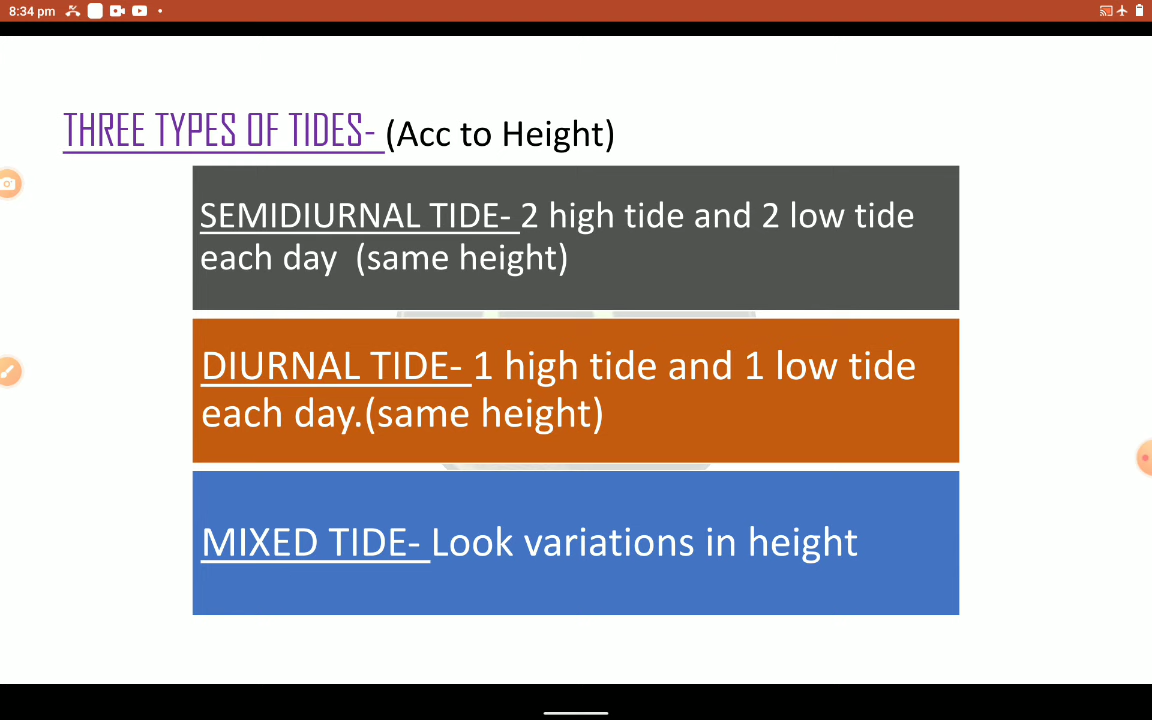 8:34 pm
THREE TYPES OF TIDES- (Acc to Height)
SEMIDIURNAL TIDE- 2 high tide and 2 low tide
each day (same height)
DIURNAL TIDE- 1 high tide and 1 low tide
each day.(same height)
MIXED TIDE- Look variations in height